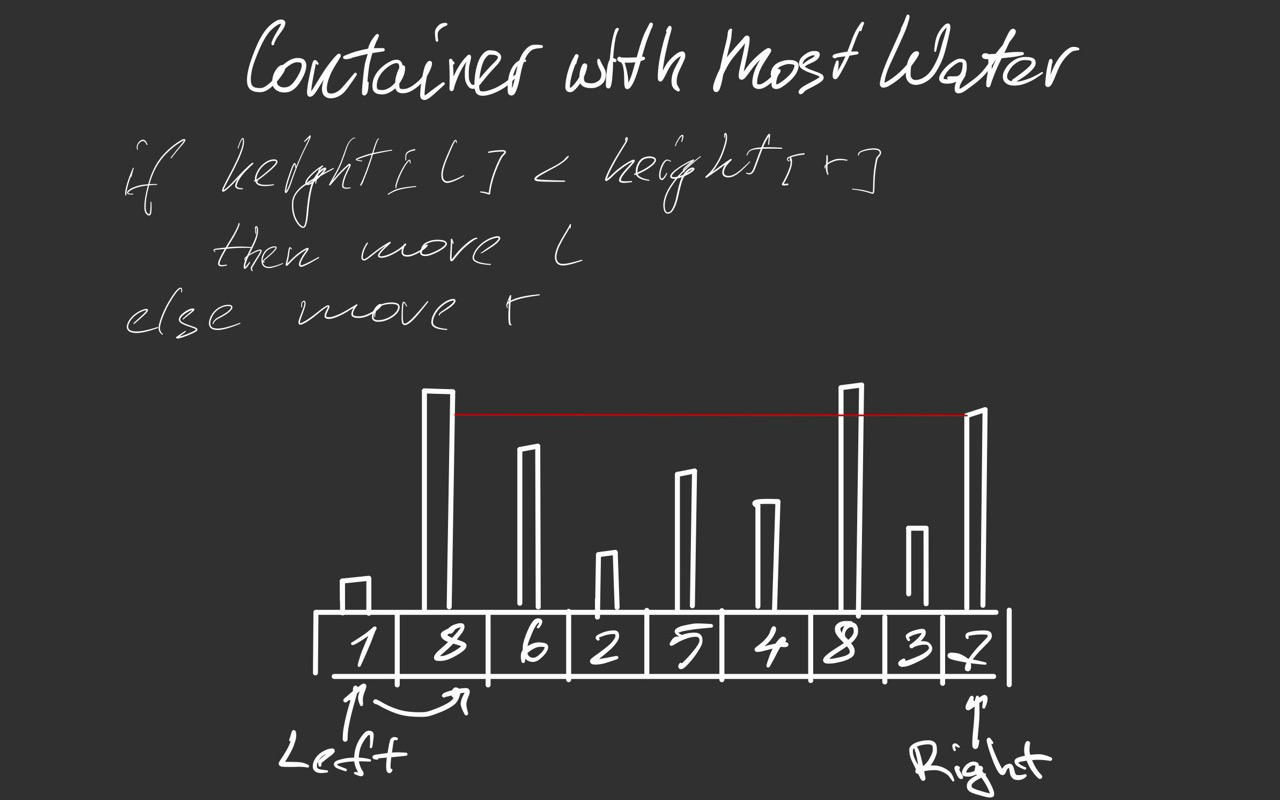 Container with Most Water
if height[l] < height[r]
then move l
else move r
1 8 6 2 5 4 8 3 7
Left Right